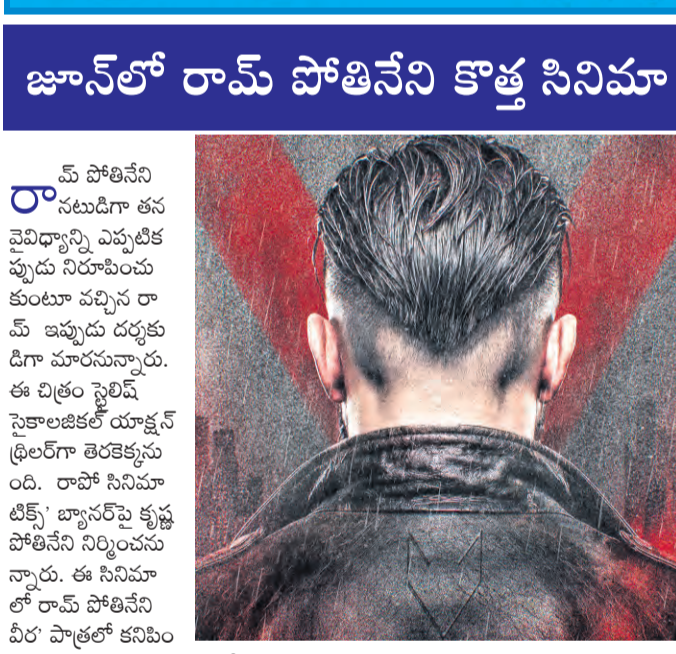 జూన్‌లో రామ్ పోతినేని కొత్త సినిమా
రామ్ పోతినేని
నటుడిగా తన
వైవిధ్యాన్ని ఎప్పటిక
ప్పుడు నిరూపించు
కుంటూ వచ్చిన రా
మ్ ఇప్పుడు దర్శకు
డిగా మారనున్నారు.
ఈ చిత్రం స్టైలిష్
సైకాలజికల్ యాక్షన్
థ్రిలర్‌గా తెరకెక్కను
ంది. రాపో సినిమా
టిక్స్’ బ్యానర్‌పై కృష్ణ
పోతినేని నిర్మించను
న్నారు. ఈ సినిమా
లో రామ్ పోతినేని
వీర’ పాత్రలో కనిపిం